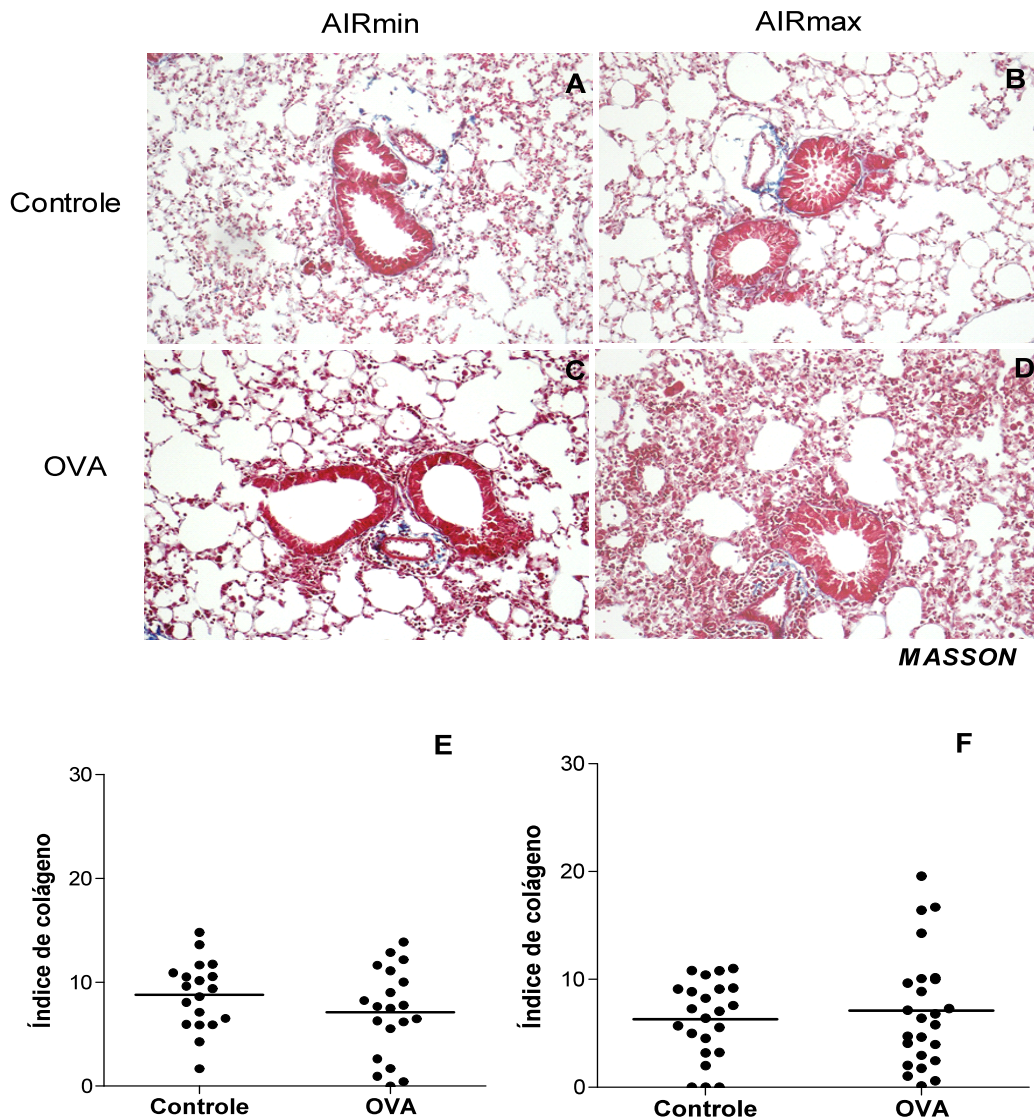 AIRmin
AIRmax
A
B
Controle
C
D
OVA
MASSON
E
F
30
20
10
0
Índice de colágeno
Controle
OVA
30
20
10
0
Índice de colágeno
Controle
OVA